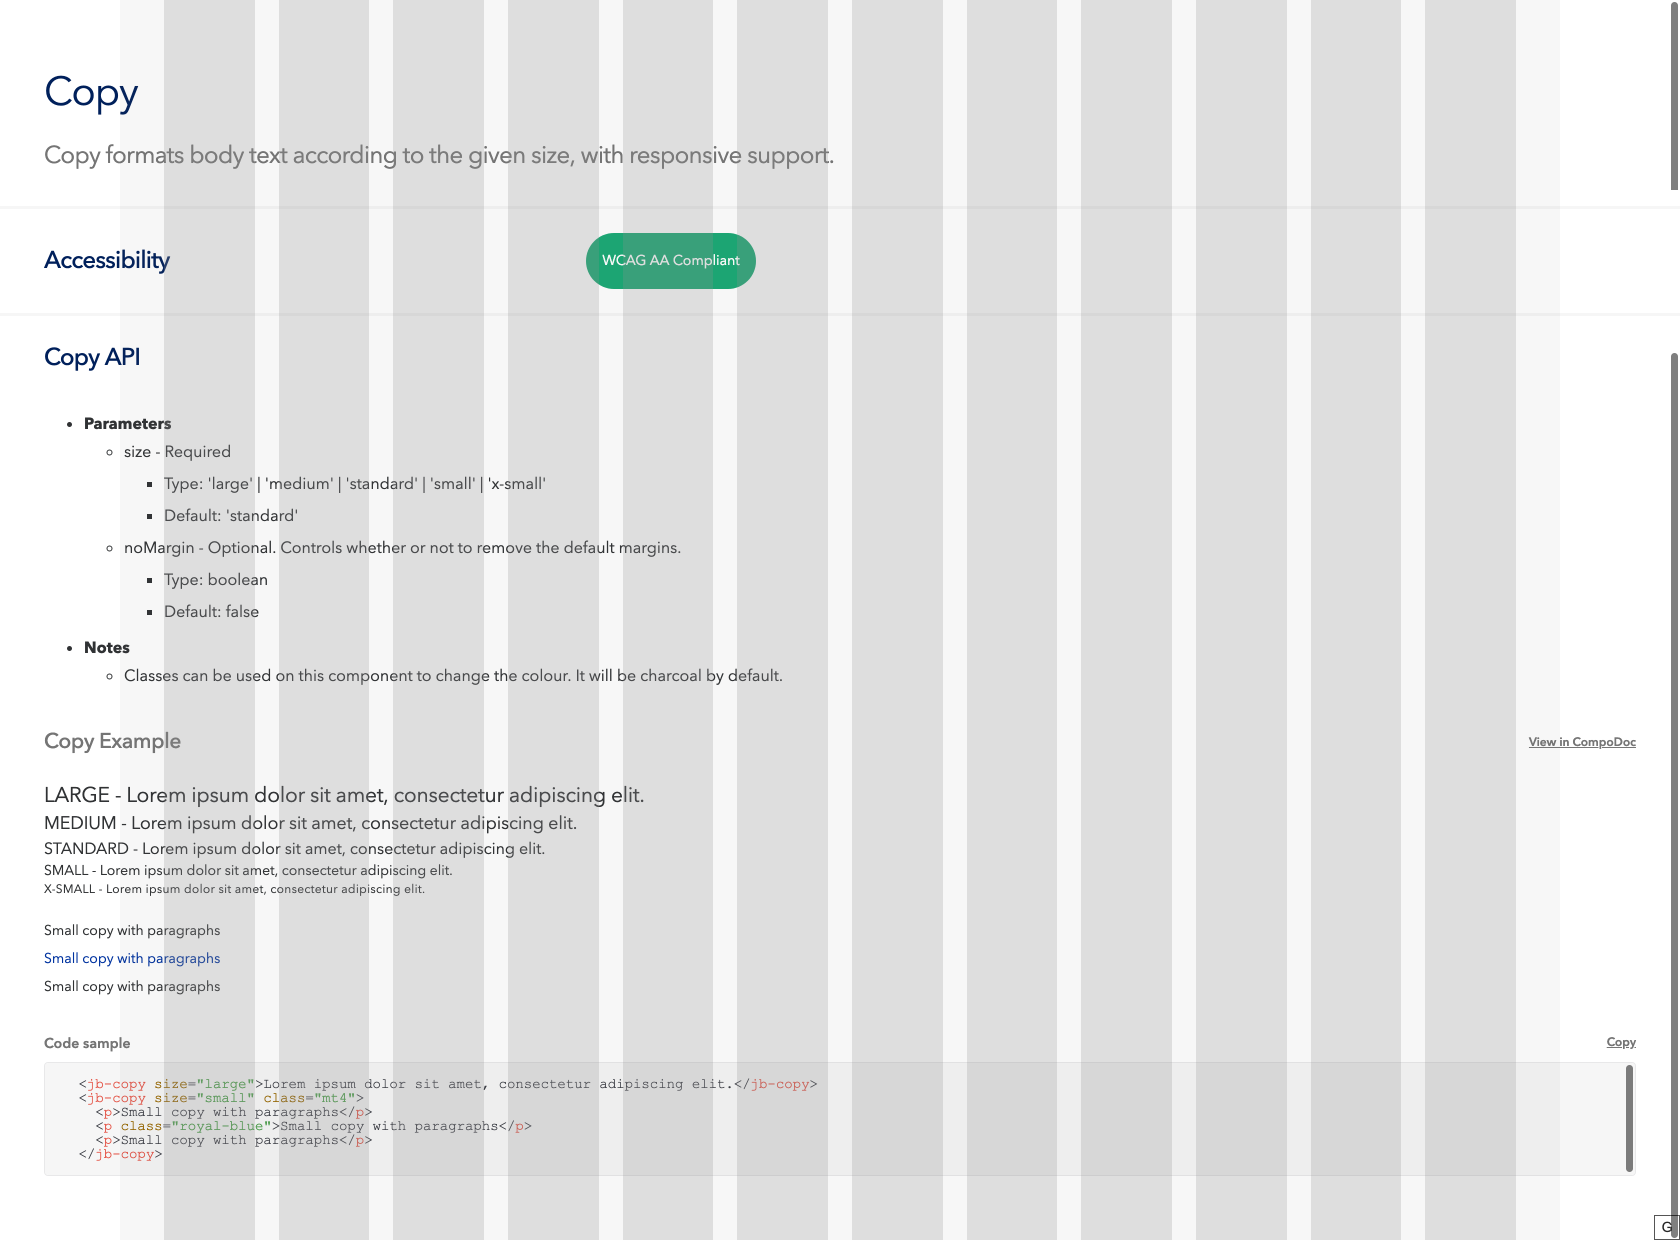 Copy
Copy formats body text according to the given size, with responsive support.
Accessibility
WCAG AA Compliant
Copy API
Parameters
size - Required
Type: 'large' | 'medium' | 'standard' | 'small' | 'x-small'
Default: 'standard'
noMargin - Optional. Controls whether or not to remove the default margins.
Type: boolean
Default: false
Notes
Classes can be used on this component to change the colour. It will be charcoal by default.
Copy Example
View in CompoDoc
LARGE - Lorem ipsum dolor sit amet, consectetur adipiscing elit.
MEDIUM - Lorem ipsum dolor sit amet, consectetur adipiscing elit.
STANDARD - Lorem ipsum dolor sit amet, consectetur adipiscing elit.
SMALL - Lorem ipsum dolor sit amet, consectetur adipiscing elit.
X-SMALL - Lorem ipsum dolor sit amet, consectetur adipiscing elit.
Small copy with paragraphs
Small copy with paragraphs
Small copy with paragraphs
Code sample
Copy
<jb-copy size="large">Lorem ipsum dolor sit amet, consectetur adipiscing elit.</jb-copy>
<jb-copy size="small" class="mt4">
  <p>Small copy with paragraphs</p>
  <p class="royal-blue">Small copy with paragraphs</p>
  <p>Small copy with paragraphs</p>
</jb-copy>
G